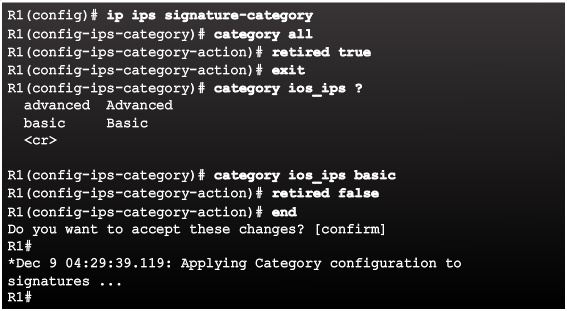 R1(config)# ip ips signature-category
R1(config-ips-category)# category all
R1(config-ips-category-action)# retired true
R1(config-ips-category-action)# exit
R1(config-ips-category)# category ios_ips ?
  advanced  Advanced
  basic     Basic
  <cr>

R1(config-ips-category)# category ios_ips basic
R1(config-ips-category-action)# retired false
R1(config-ips-category-action)# end
Do you want to accept these changes? [confirm]
R1#
*Dec 9 04:29:39.119: Applying Category configuration to
signatures ...
R1#